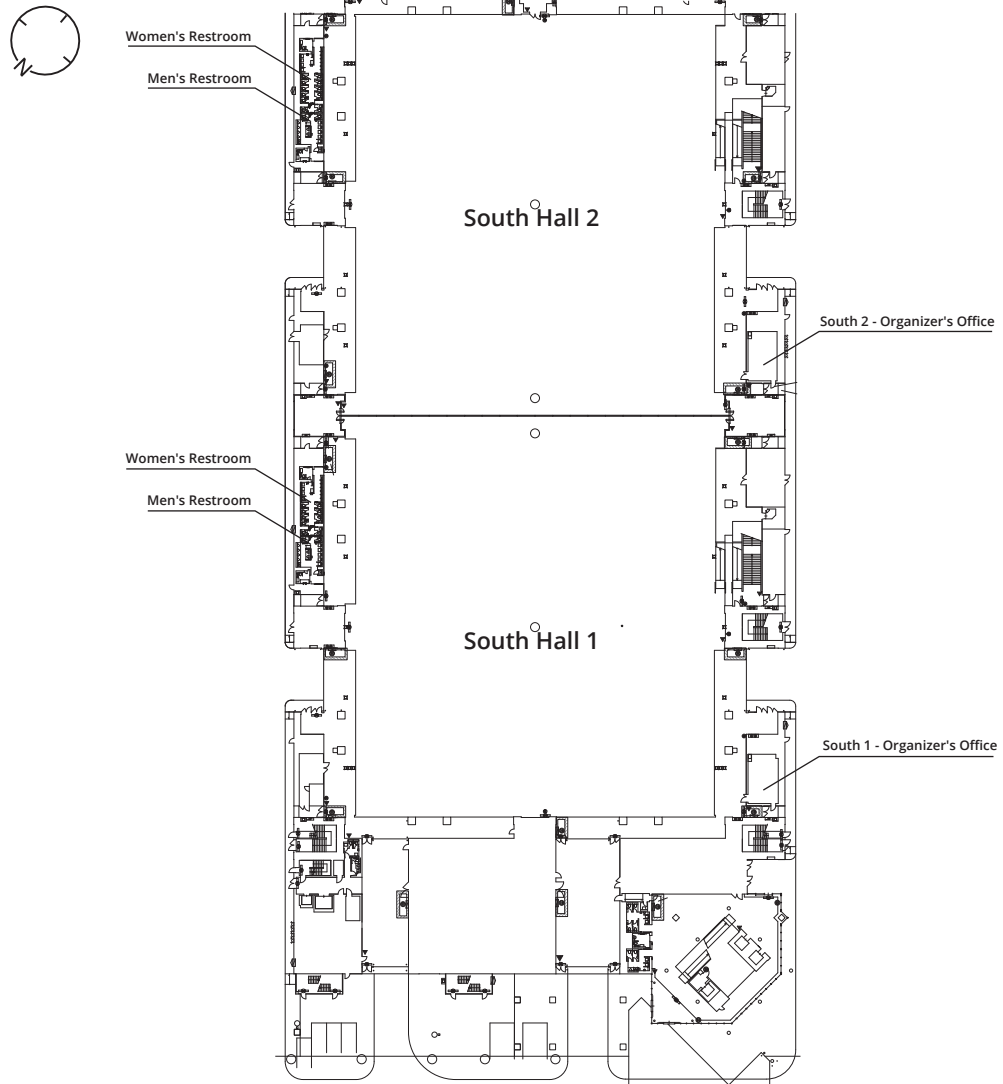 N
Women's Restroom
Men's Restroom
South Hall 2
South 2 - Organizer's Office
Women's Restroom
Men's Restroom
South Hall 1
South 1 - Organizer's Office